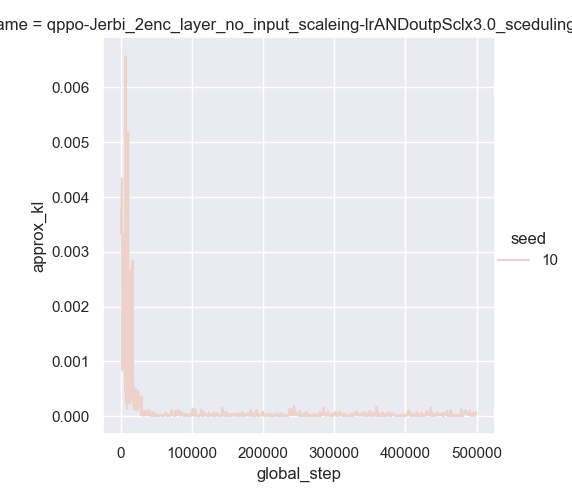 ame = qppo-Jerbi_2enc_layer_no_input_scaleing-lrANDoutpSclx3.0_sceduling
0.006
0.005
0.004
0.003
0.002
0.001
0.000
approx_kl
0 100000 200000 300000 400000 500000
global_step
seed
10